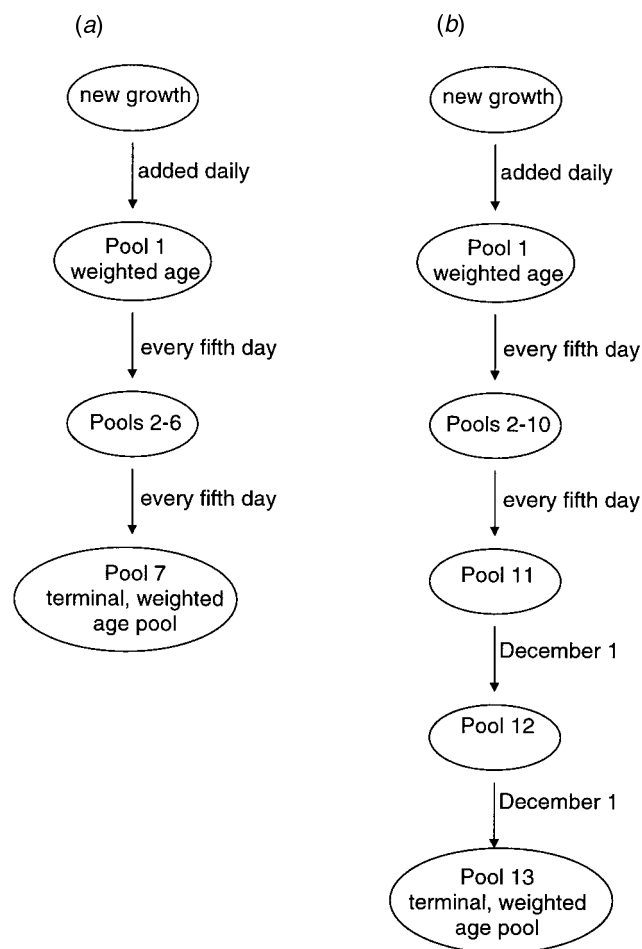 (a)
new growth
added daily
Pool 1
weighted age
every fifth day
Pools 2-6
every fifth day
Pool 7
terminal, weighted
age pool
(b)
new growth
added daily
Pool 1
weighted age
every fifth day
Pools 2-10
every fifth day
Pool 11
December 1
Pool 12
December 1
Pool 13
terminal, weighted
age pool